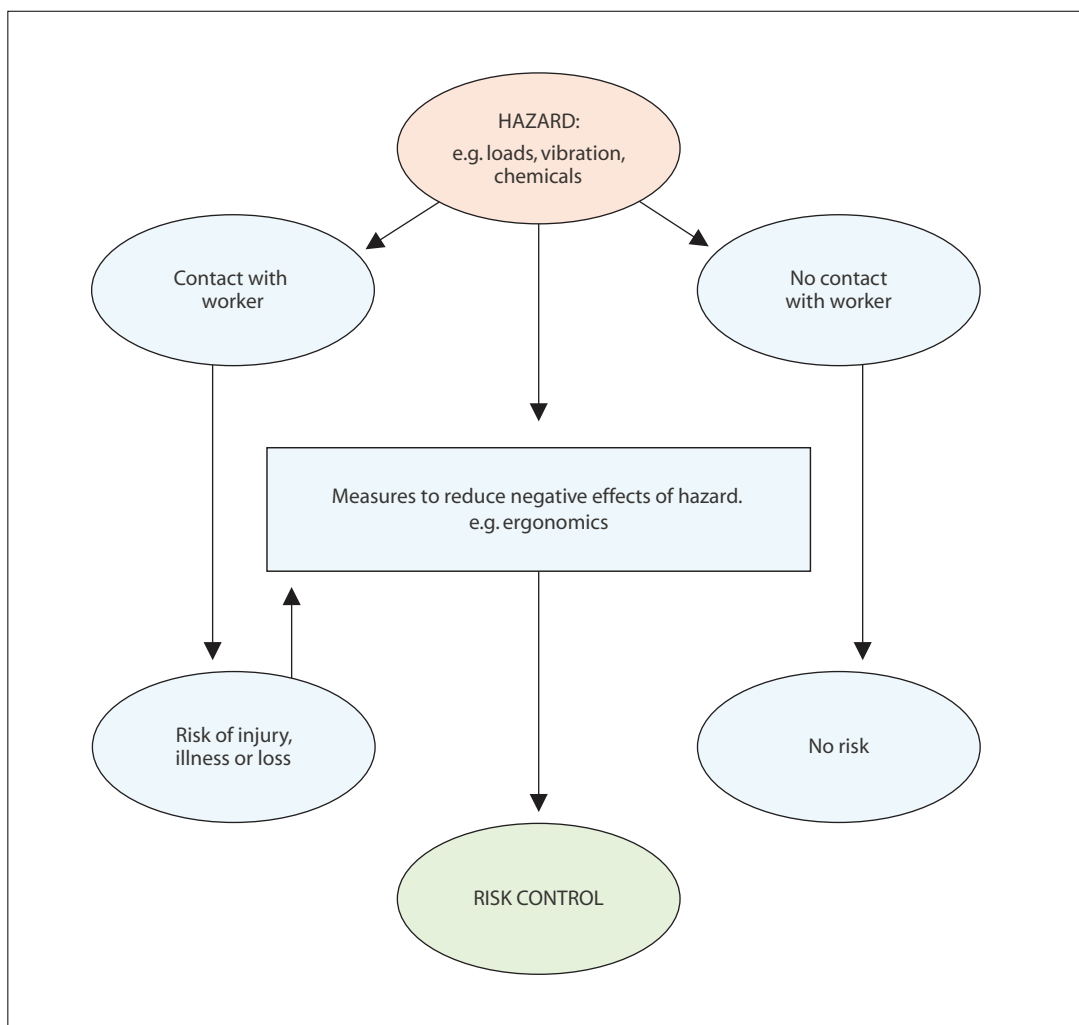 HAZARD:
e.g. loads, vibration,
chemicals
Contact with
worker
No contact
with worker
Measures to reduce negative effects of hazard.
e.g. ergonomics
Risk of injury,
illness or loss
No risk
RISK CONTROL